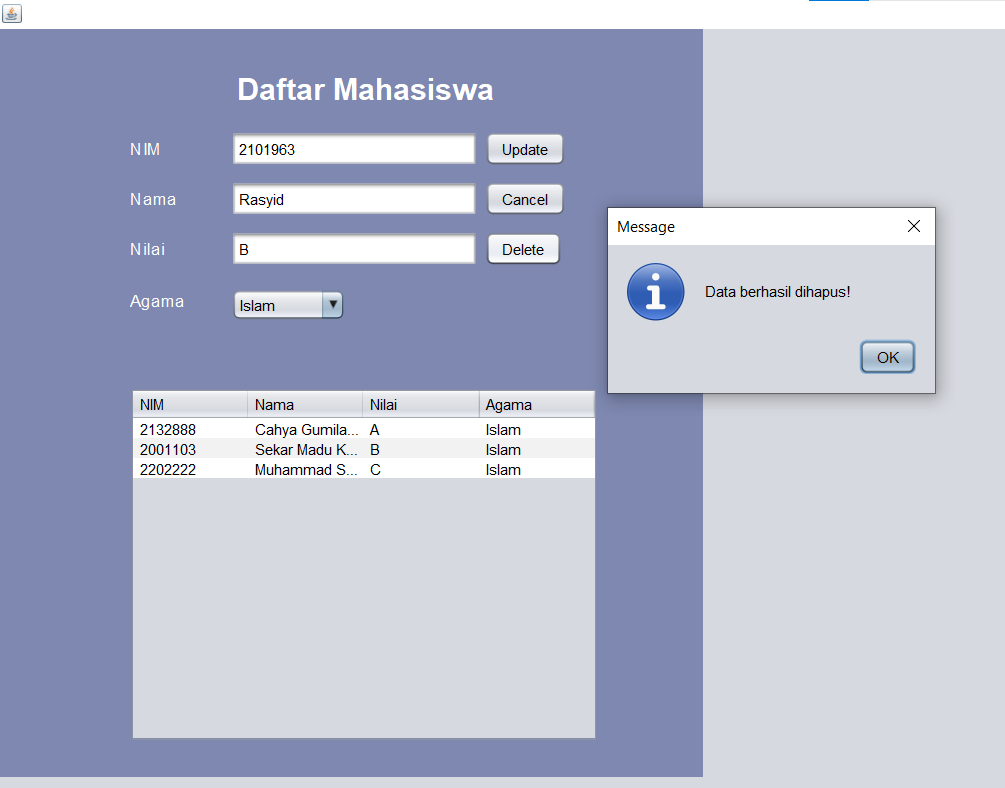 Daftar Mahasiswa
NIM 2101963 Update
Nama Rasyid Cancel
Nilai B Delete
Agama Islam
Message
Data berhasil dihapus!
OK
NIM Nama Nilai Agama
2132888 Cahya Gumila... A Islam
2001103 Sekar Madu K... B Islam
2202222 Muhammad S... C Islam